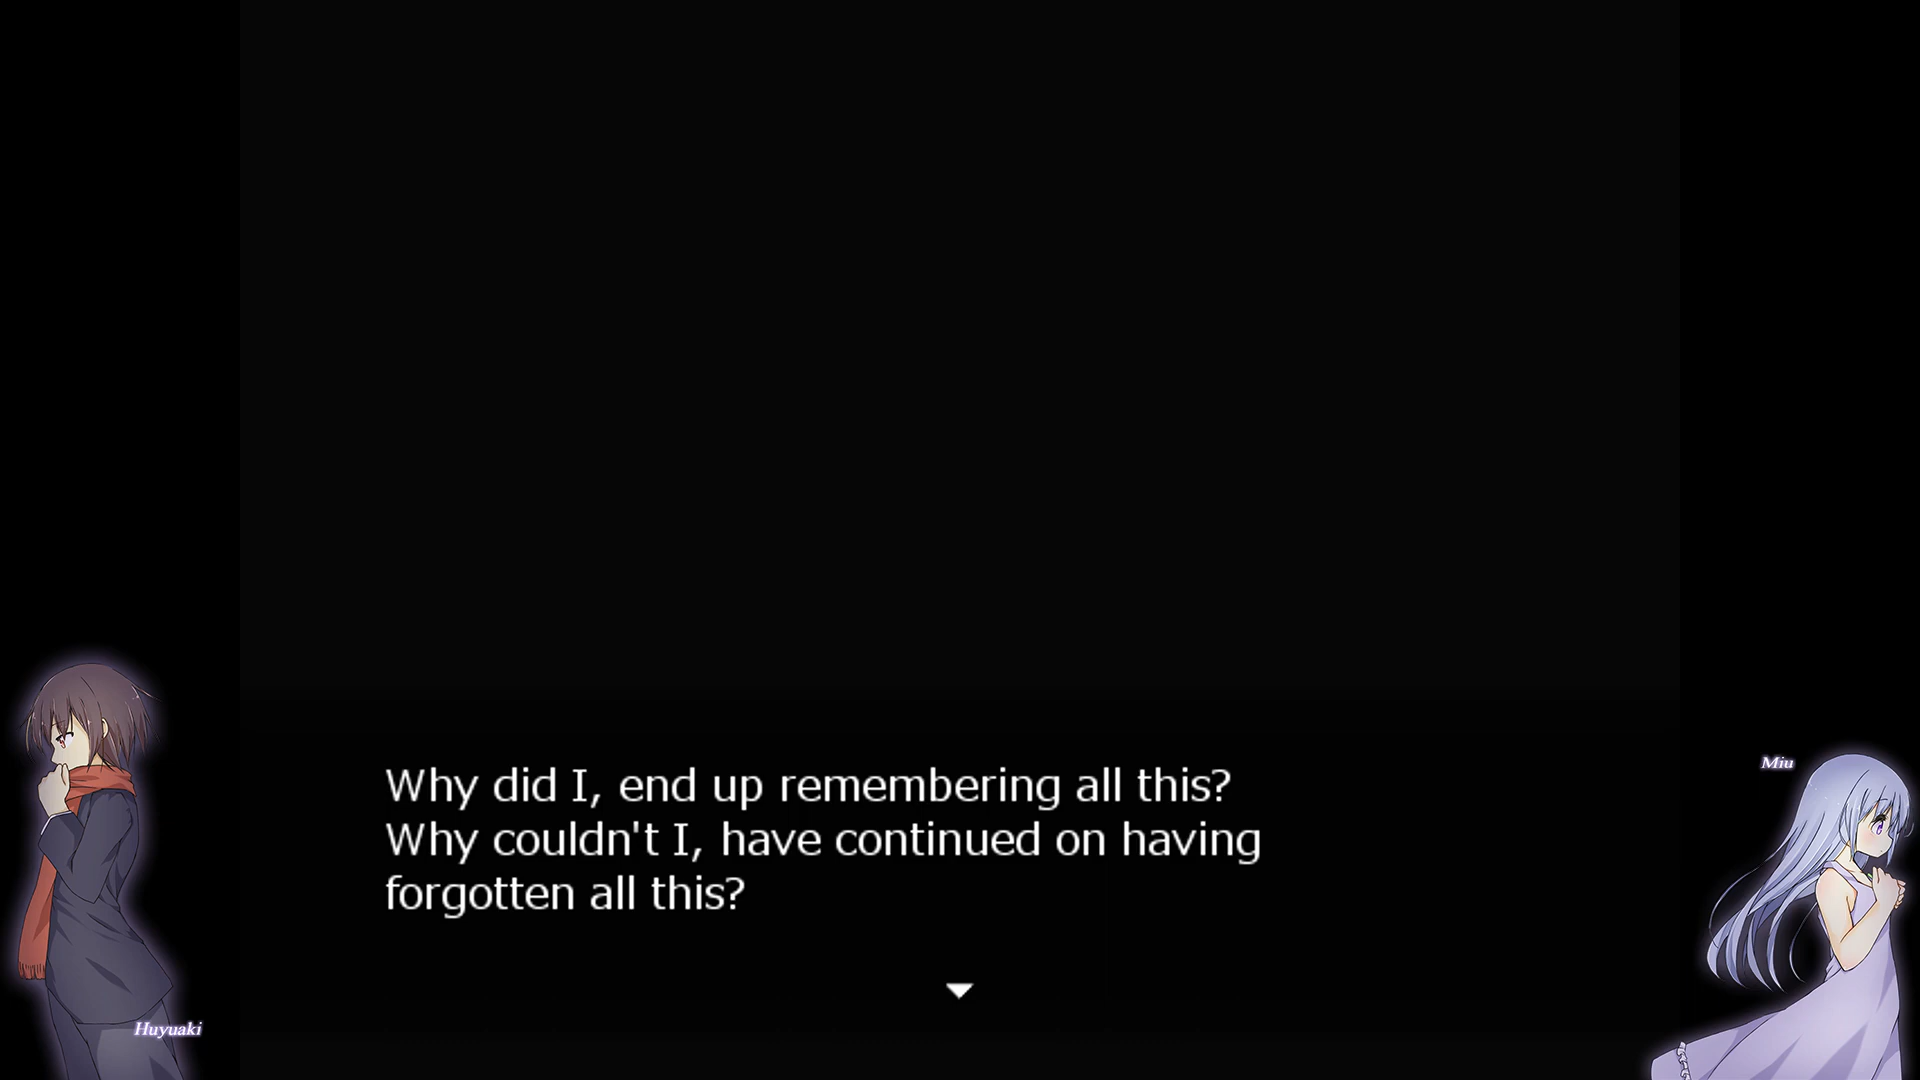 Why did I, end up remembering all this?
Why couldn't I, have continued on having
forgotten all this?
Miu
Huyuaki